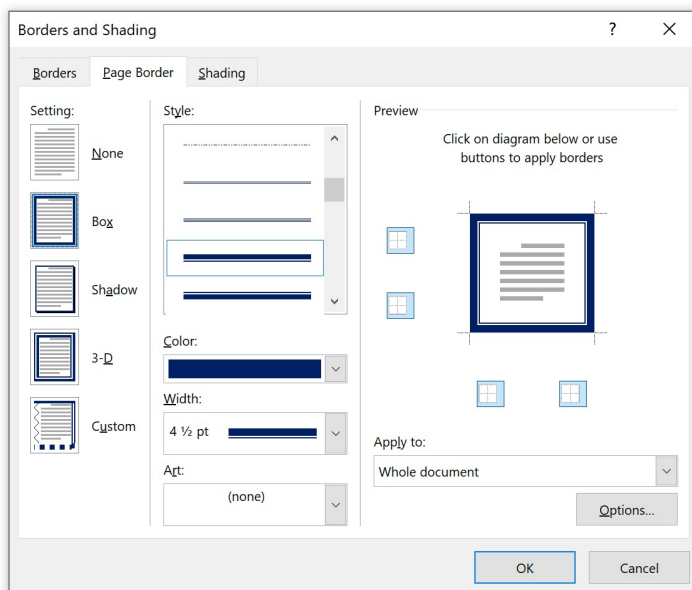 Borders and Shading
?
Borders
Page Border
Shading
Setting:
None
Box
Shadow
3-D
Custom
Style:
Color:
Width:
4 ½ pt
Art:
(none)
Preview
Click on diagram below or use
buttons to apply borders
Apply to:
Whole document
Options...
OK
Cancel